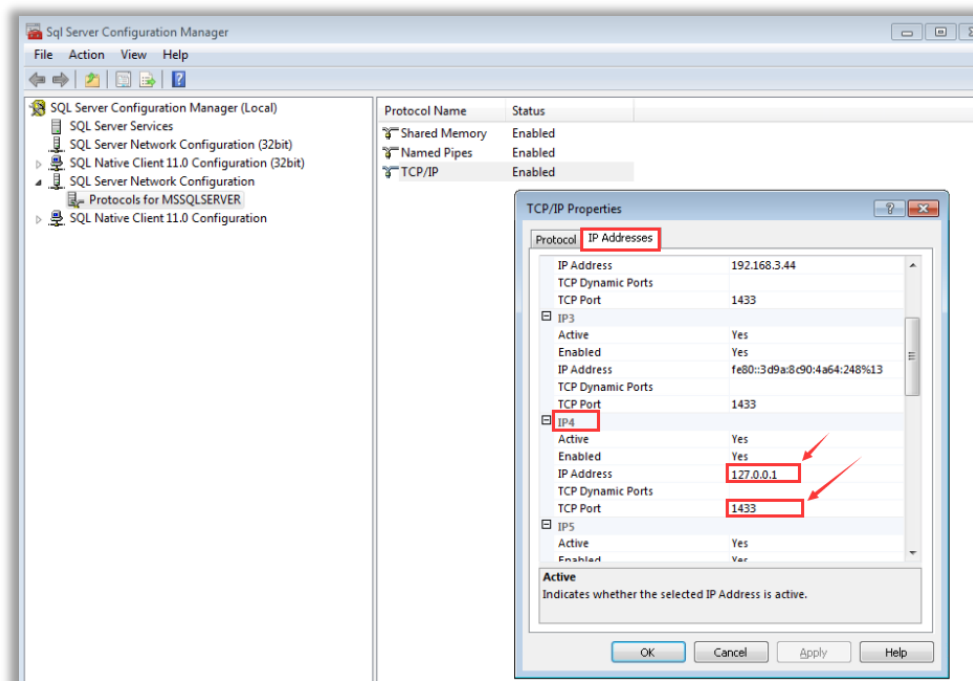 Sql Server Configuration Manager
File Action View Help
SQL Server Configuration Manager (Local)
SQL Server Services
SQL Server Network Configuration (32bit)
SQL Native Client 11.0 Configuration (32bit)
SQL Server Network Configuration
Protocols for MSSQLSERVER
SQL Native Client 11.0 Configuration
Protocol Name Status
Shared Memory Enabled
Named Pipes Enabled
TCP/IP Enabled
TCP/IP Properties
Protocol IP Addresses
IP Address 192.168.3.44
TCP Dynamic Ports
TCP Port 1433
IP3
Active Yes
Enabled Yes
IP Address fe80::3d9a:8c90:4a64:248%13
TCP Dynamic Ports
TCP Port 1433
IP4
Active Yes
Enabled Yes
IP Address 127.0.0.1
TCP Dynamic Ports
TCP Port 1433
IP5
Active Yes
Enabled Yes
Active
Indicates whether the selected IP Address is active.
OK Cancel Apply Help